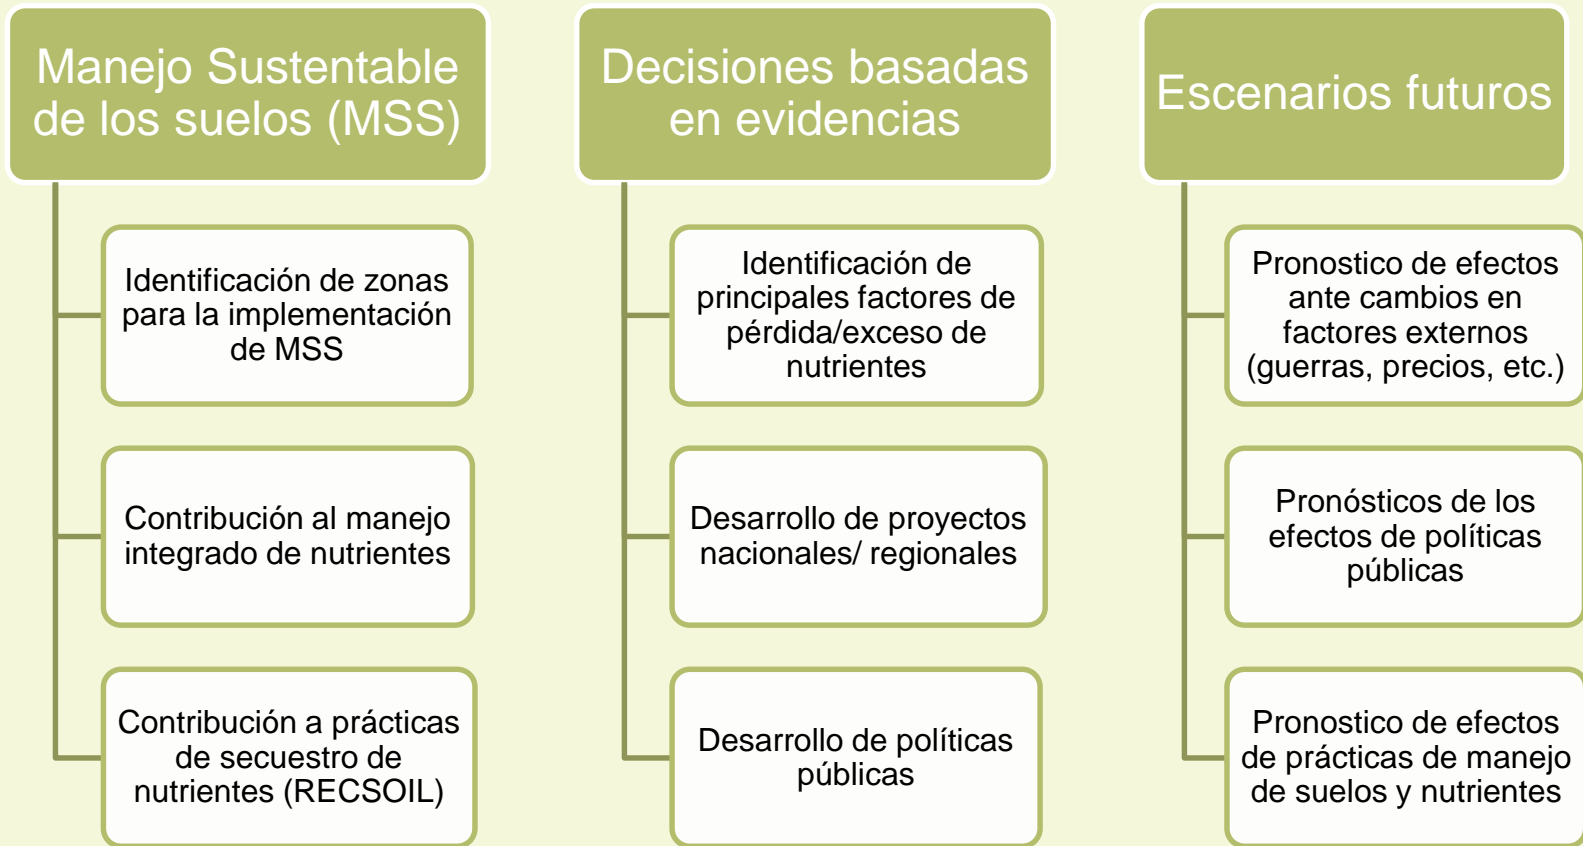 Manejo Sustentable
de los suelos (MSS)
Identificación de zonas
para la implementación
de MSS
Contribución al manejo
integrado de nutrientes
Contribución a prácticas
de secuestro de
nutrientes (RECSOIL)
Decisiones basadas
en evidencias
Identificación de
principales factores de
pérdida/exceso de
nutrientes
Desarrollo de proyectos
nacionales/ regionales
Desarrollo de políticas
públicas
Escenarios futuros
Pronostico de efectos
ante cambios en
factores externos
(guerras, precios, etc.)
Pronósticos de los
efectos de políticas
públicas
Pronostico de efectos
de prácticas de manejo
de suelos y nutrientes